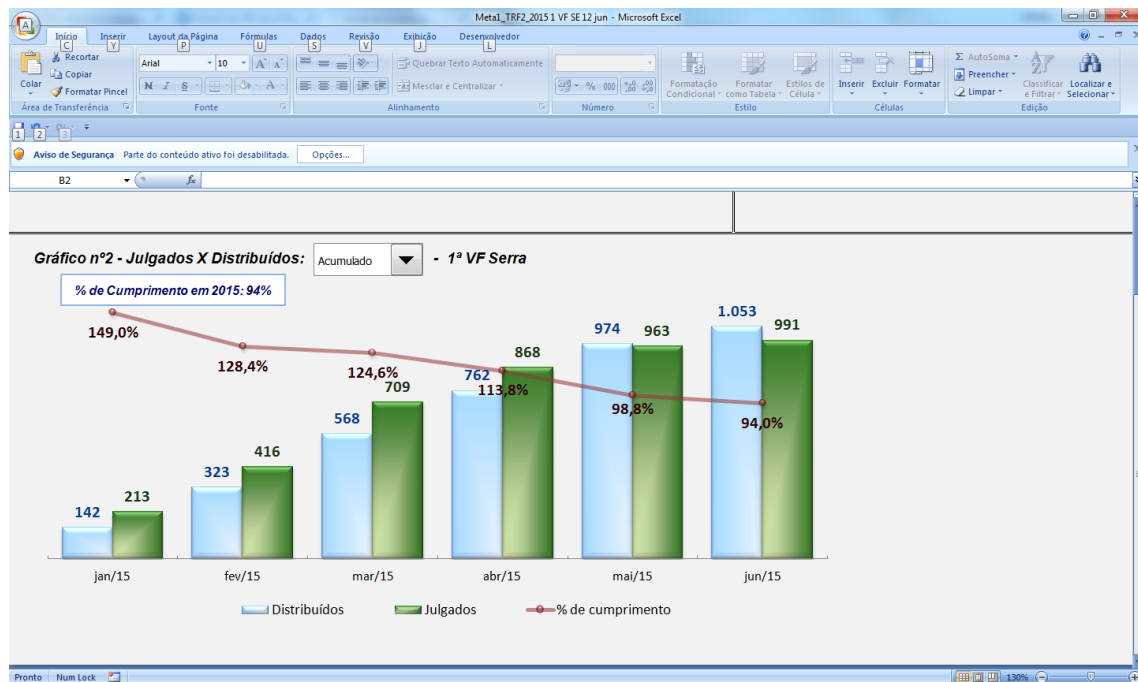 Meta1_TRF2_2015 1 VF SE 12 jun - Microsoft Excel
Início Inserir Layout da Página Fórmulas Dados Revisão Exibição Desenvolvedor
C Y P U S V J L
Colar
Recortar
Copiar
Formatar Pincel
Área de Transferência
Arial 10
N I S
Fonte
Quebrar Texto Automaticamente
Mesclar e Centralizar
Alinhamento
% 000
Número
Formatação Condicional
Formatar como Tabela
Estilos de Célula
Estilo
Inserir Excluir Formatar
Células
AutoSoma
Preencher
Limpar
Classificar e Filtrar
Localizar e Selecionar
Edição
1 2 3
Aviso de Segurança Parte do conteúdo ativo foi desabilitada. Opções...
B2 fx
Gráfico nº2 - Julgados X Distribuídos: Acumulado - 1ª VF Serra
% de Cumprimento em 2015: 94%
149,0% 128,4% 124,6% 113,8% 98,8% 94,0%
142 213 323 416 568 709 762 868 974 963 1.053 991
jan/15 fev/15 mar/15 abr/15 mai/15 jun/15
Distribuídos Julgados % de cumprimento
Pronto Num Lock 130%